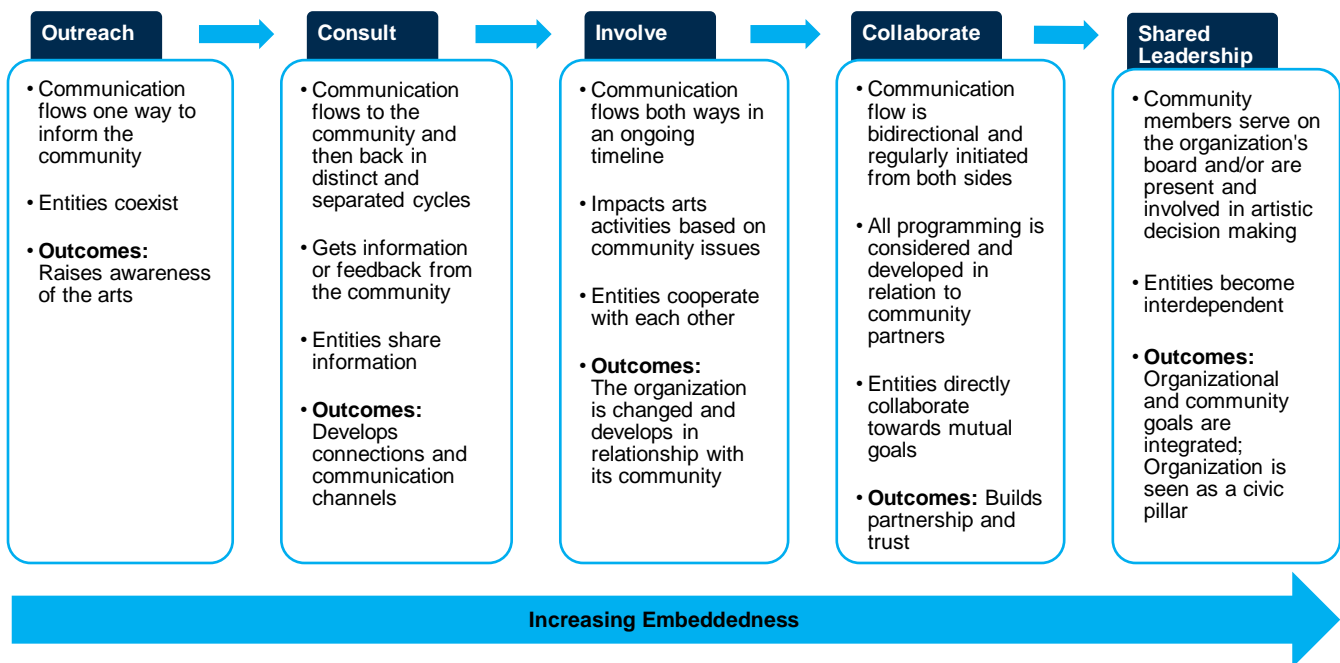 Outreach
• Communication
flows one way to
inform the
community
• Entities coexist
• Outcomes:
Raises awareness
of the arts
Consult
• Communication
flows to the
community and
then back in
distinct and
separated cycles
• Gets information
or feedback from
the community
• Entities share
information
• Outcomes:
Develops
connections and
communication
channels
Involve
• Communication
flows both ways in
an ongoing
timeline
• Impacts arts
activities based on
community issues
• Entities cooperate
with each other
• Outcomes:
The organization
is changed and
develops in
relationship with
its community
Collaborate
• Communication
flow is
bidirectional and
regularly initiated
from both sides
• All programming is
considered and
developed in
relation to
community
partners
• Entities directly
collaborate
towards mutual
goals
• Outcomes: Builds
partnership and
trust
Shared
Leadership
• Community
members serve on
the organization's
board and/or are
present and
involved in artistic
decision making
• Entities become
interdependent
• Outcomes:
Organizational
and community
goals are
integrated;
Organization is
seen as a civic
pillar
Increasing Embeddedness